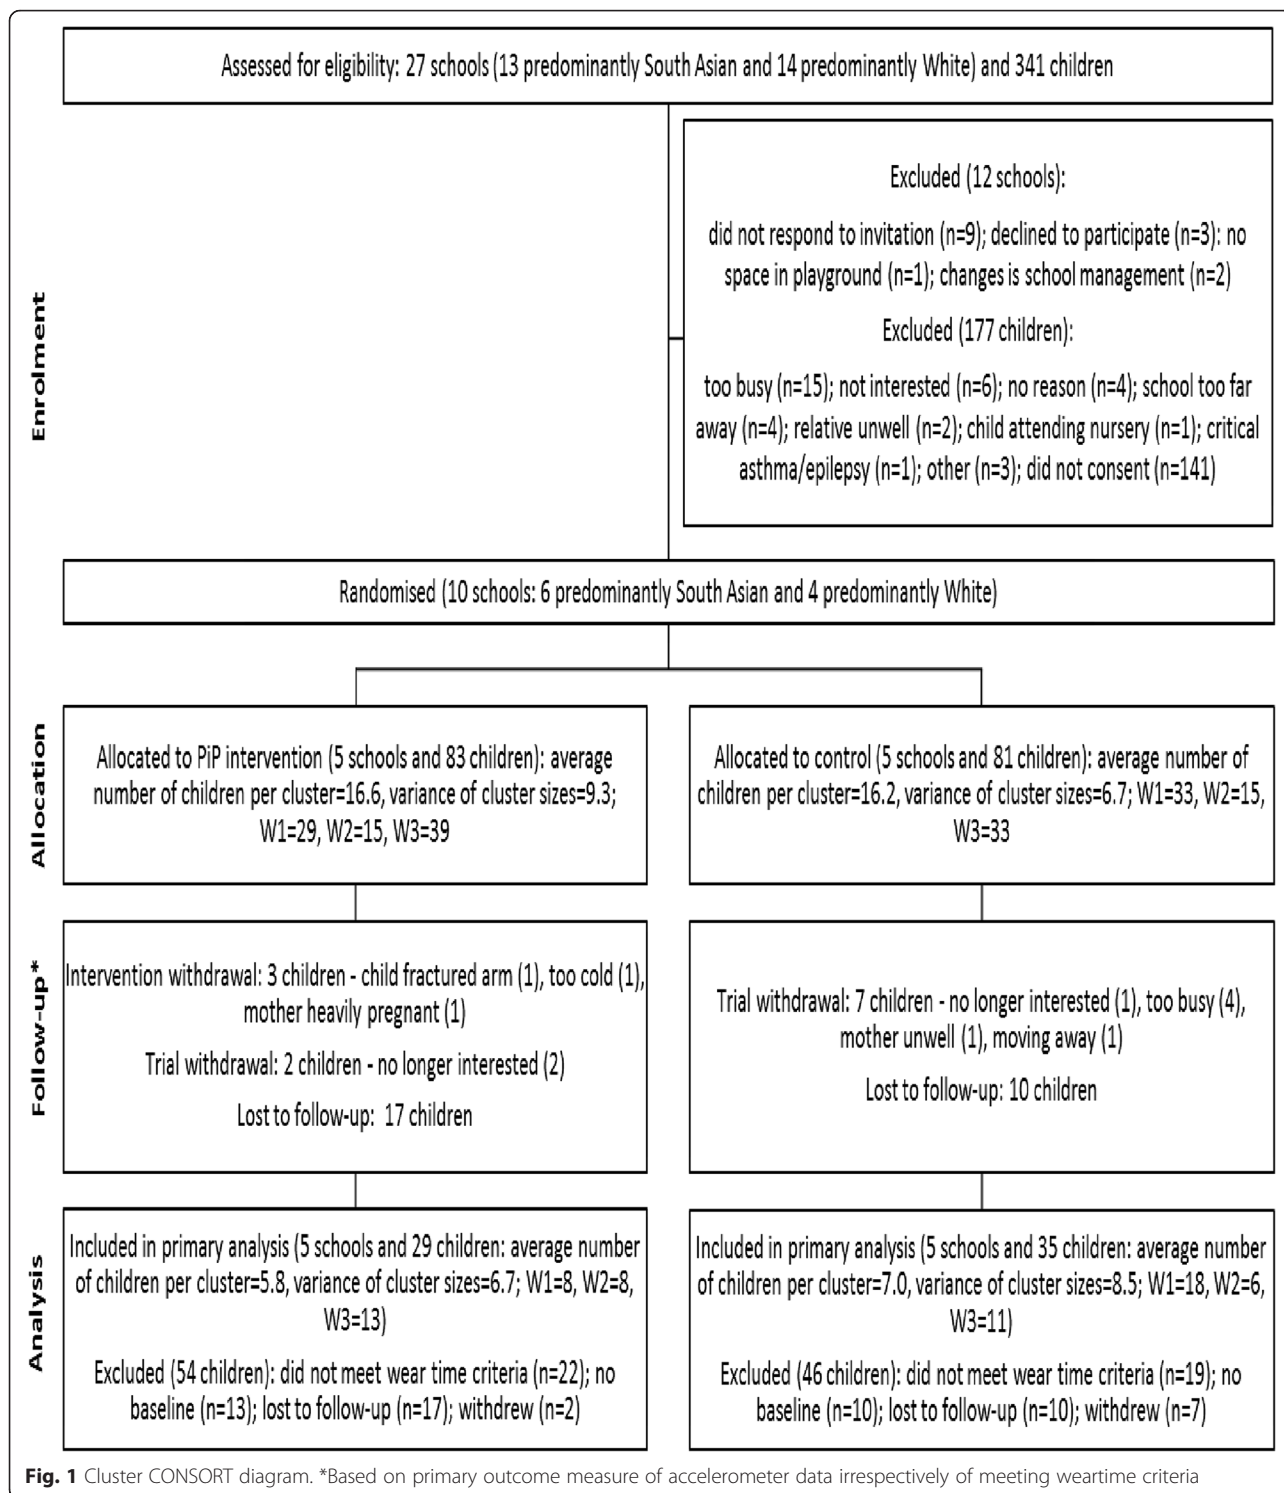 Assessed for eligibility: 27 schools (13 predominantly South Asian and 14 predominantly White) and 341 children
Enrolment
Excluded (12 schools):
did not respond to invitation (n=9); declined to participate (n=3): no
space in playground (n=1); changes is school management (n=2)
Excluded (177 children):
too busy (n=15); not interested (n=6); no reason (n=4); school too far
away (n=4); relative unwell (n=2); child attending nursery (n=1); critical
asthma/epilepsy (n=1); other (n=3); did not consent (n=141)
Randomised (10 schools: 6 predominantly South Asian and 4 predominantly White)
Allocation
Allocated to PiP intervention (5 schools and 83 children): average
number of children per cluster=16.6, variance of cluster sizes=9.3;
W1=29, W2=15, W3=39
Allocated to control (5 schools and 81 children): average number of
children per cluster=16.2, variance of cluster sizes=6.7; W1=33, W2=15,
W3=33
Follow-up*
Intervention withdrawal: 3 children - child fractured arm (1), too cold (1),
mother heavily pregnant (1)
Trial withdrawal: 2 children - no longer interested (2)
Lost to follow-up: 17 children
Trial withdrawal: 7 children - no longer interested (1), too busy (4),
mother unwell (1), moving away (1)
Lost to follow-up: 10 children
Analysis
Included in primary analysis (5 schools and 29 children: average number
of children per cluster=5.8, variance of cluster sizes=6.7; W1=8, W2=8,
W3=13)
Excluded (54 children): did not meet wear time criteria (n=22); no
baseline (n=13); lost to follow-up (n=17); withdrew (n=2)
Included in primary analysis (5 schools and 35 children: average number
of children per cluster=7.0, variance of cluster sizes=8.5; W1=18, W2=6,
W3=11)
Excluded (46 children): did not meet wear time criteria (n=19); no
baseline (n=10); lost to follow-up (n=10); withdrew (n=7)
Fig. 1 Cluster CONSORT diagram. *Based on primary outcome measure of accelerometer data irrespectively of meeting weartime criteria